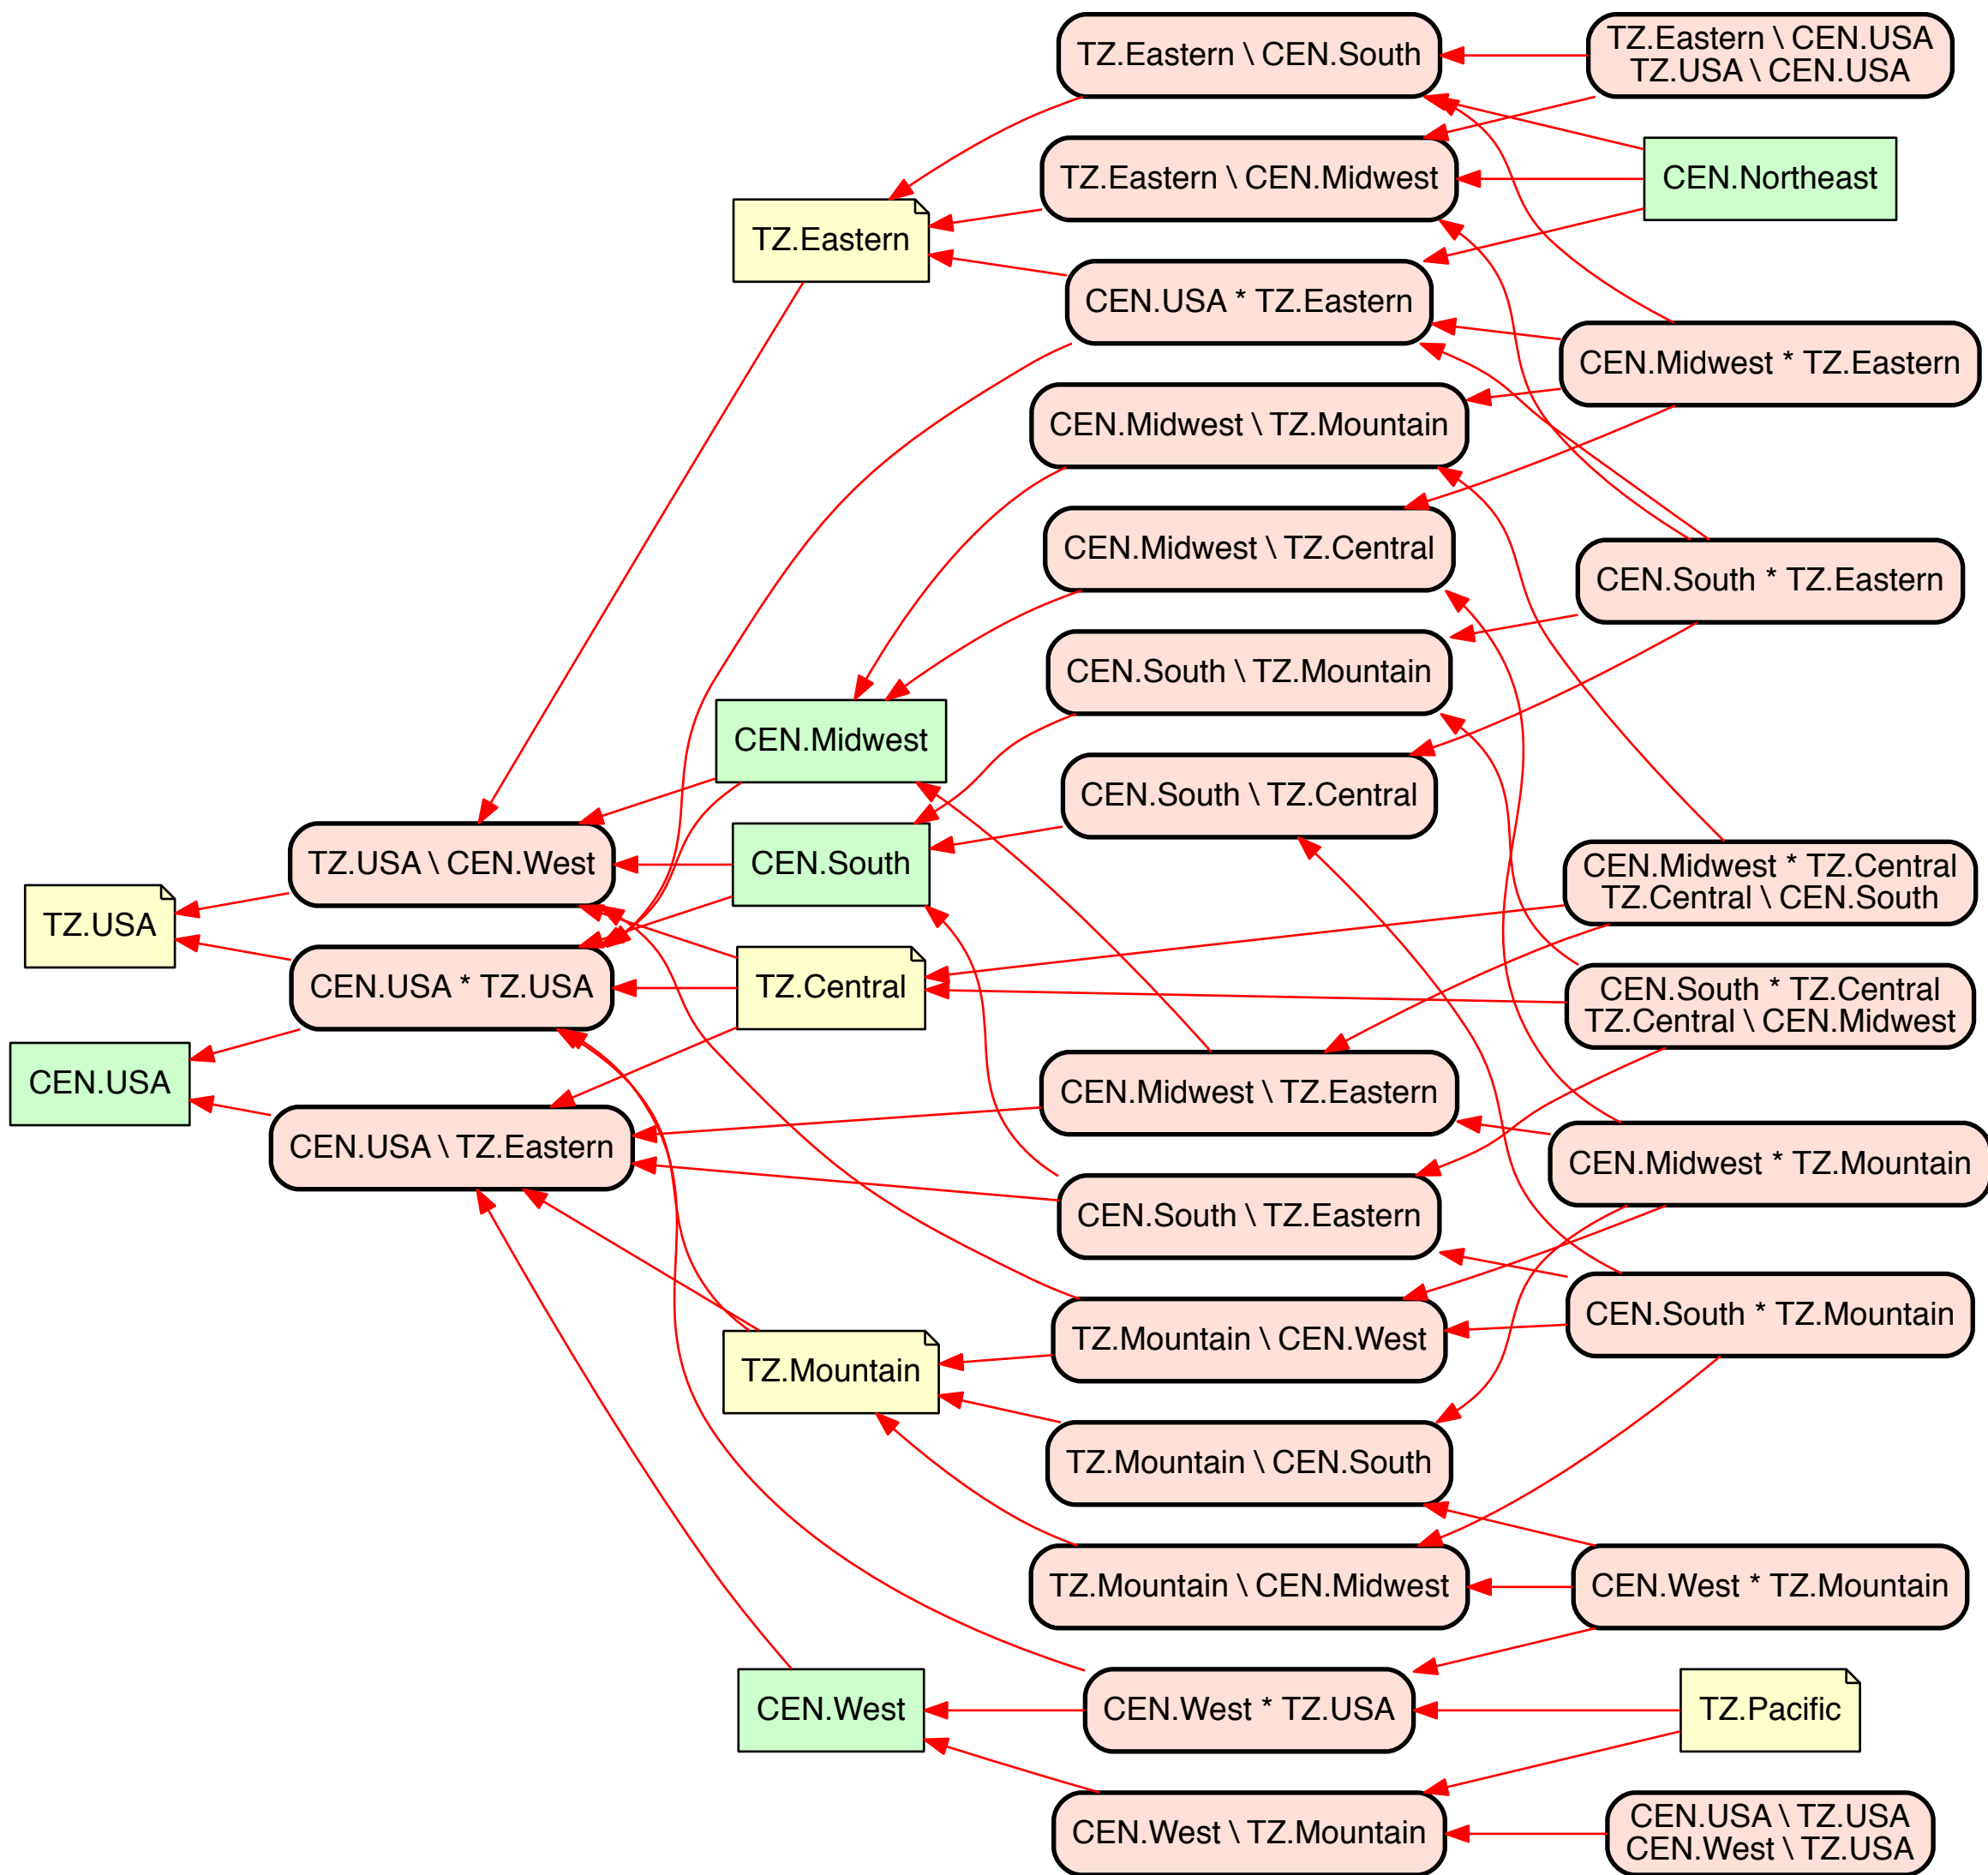 TZ.Eastern \ CEN.South
TZ.Eastern \ CEN.USA
TZ.USA \ CEN.USA
TZ.Eastern \ CEN.Midwest
CEN.Northeast
TZ.Eastern
CEN.USA * TZ.Eastern
CEN.Midwest * TZ.Eastern
CEN.Midwest \ TZ.Mountain
CEN.Midwest \ TZ.Central
CEN.South * TZ.Eastern
CEN.South \ TZ.Mountain
CEN.Midwest
CEN.South \ TZ.Central
TZ.USA \ CEN.West
CEN.South
CEN.Midwest * TZ.Central
TZ.Central \ CEN.South
TZ.USA
CEN.USA * TZ.USA
TZ.Central
CEN.South * TZ.Central
TZ.Central \ CEN.Midwest
CEN.USA
CEN.Midwest \ TZ.Eastern
CEN.USA \ TZ.Eastern
CEN.Midwest * TZ.Mountain
CEN.South \ TZ.Eastern
CEN.South * TZ.Mountain
TZ.Mountain \ CEN.West
TZ.Mountain
TZ.Mountain \ CEN.South
TZ.Mountain \ CEN.Midwest
CEN.West * TZ.Mountain
CEN.West
CEN.West * TZ.USA
TZ.Pacific
CEN.West \ TZ.Mountain
CEN.USA \ TZ.USA
CEN.West \ TZ.USA